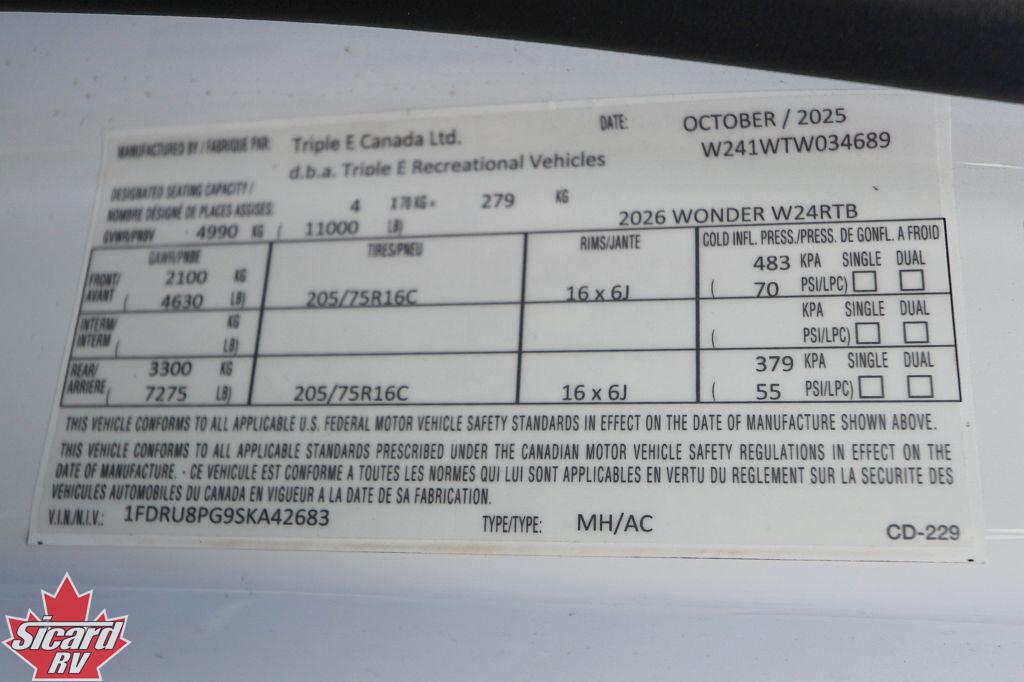 MANUFACTURED BY / FABRIQUE PAR: Triple E Canada Ltd. DATE: OCTOBER / 2025
d.b.a. Triple E Recreational Vehicles W241WTW034689
DESIGNATED SEATING CAPACITY /
NOMBRE DÉSIGNÉ DE PLACES ASSISES: 4 X 70 KG = 279 KG
GVWR/PNBV 4990 KG ( 11000 LB) 2026 WONDER W24RTB
GAWR/PNBE TIRES/PNEU RIMS/JANTE COLD INFL. PRESS./PRESS. DE GONFL. A FROID
FRONT/ 2100 KG 483 KPA SINGLE DUAL
AVANT ( 4630 LB) 205/75R16C 16 x 6J ( 70 PSI/LPC)
INTERM/ KG KPA SINGLE DUAL
INTERM ( LB) ( PSI/LPC)
REAR/ 3300 KG 379 KPA SINGLE DUAL
ARRIERE ( 7275 LB) 205/75R16C 16 x 6J ( 55 PSI/LPC)
THIS VEHICLE CONFORMS TO ALL APPLICABLE U.S. FEDERAL MOTOR VEHICLE SAFETY STANDARDS IN EFFECT ON THE DATE OF MANUFACTURE SHOWN ABOVE.
THIS VEHICLE CONFORMS TO ALL APPLICABLE STANDARDS PRESCRIBED UNDER THE CANADIAN MOTOR VEHICLE SAFETY REGULATIONS IN EFFECT ON THE
DATE OF MANUFACTURE. - CE VEHICULE EST CONFORME A TOUTES LES NORMES QUI LUI SONT APPLICABLES EN VERTU DU REGLEMENT SUR LA SECURITE DES
VEHICULES AUTOMOBILES DU CANADA EN VIGUEUR A LA DATE DE SA FABRICATION.
V.I.N./N.I.V.: 1FDRU8PG9SKA42683 TYPE/TYPE: MH/AC CD-229
Sicard
RV